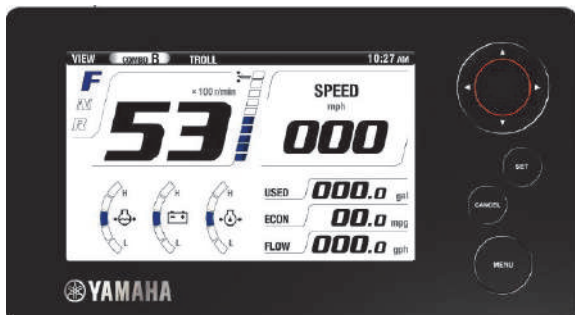 VIEW COMBO B TROLL 10:27 AM
F
N
R
× 100 r/min
53
SPEED
mph
000
H
L
H
L
H
L
USED 000.0 gal
ECON 00.0 mpg
FLOW 000.0 gph
SET
CANCEL
MENU
YAMAHA